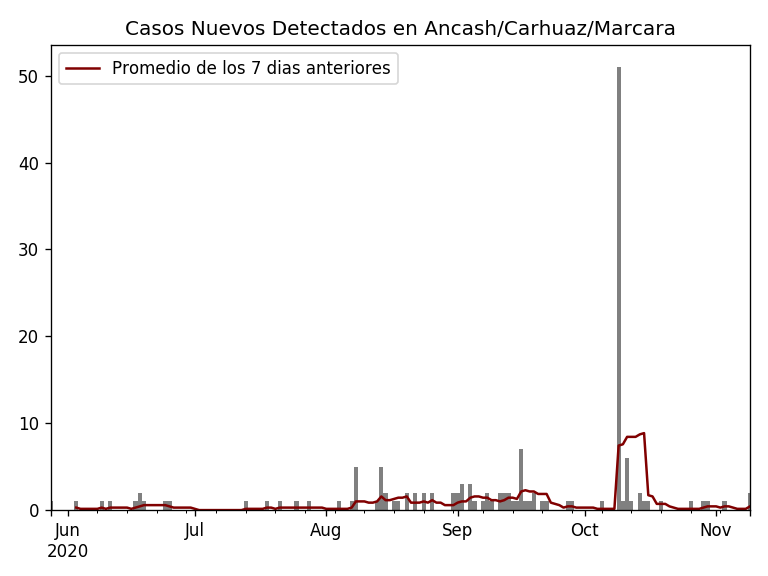 Casos Nuevos Detectados en Ancash/Carhuaz/Marcara
Promedio de los 7 dias anteriores
50
40
30
20
10
0
Jun Jul Aug Sep Oct Nov
2020